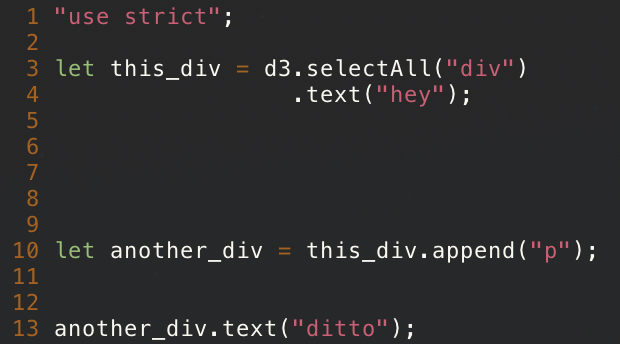 1 "use strict";
2
3 let this_div = d3.selectAll("div")
4 .text("hey");
5
6
7
8
9
10 let another_div = this_div.append("p");
11
12
13 another_div.text("ditto");